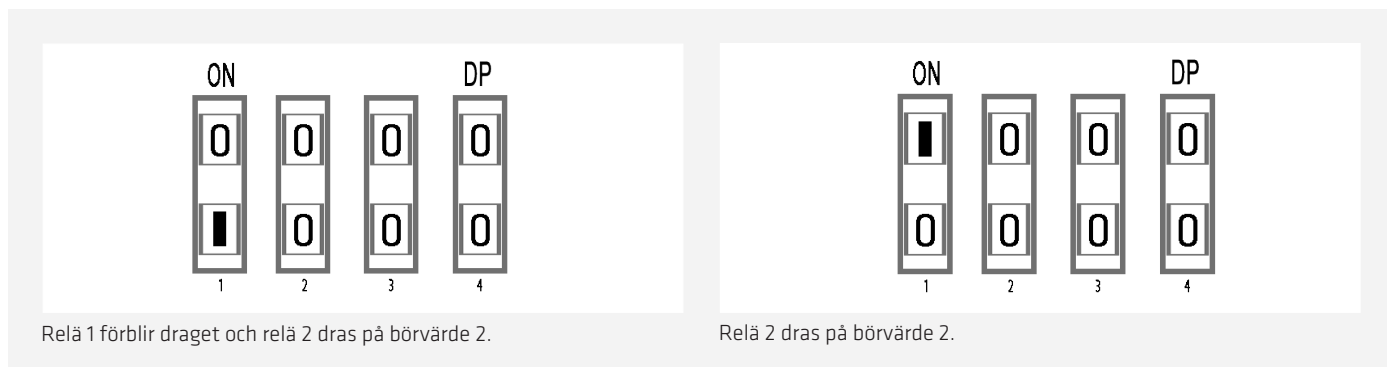 ON DP
0 0 0 0
0 0 0
1 2 3 4
Relä 1 förblir draget och relä 2 dras på börvärde 2.
ON DP
0 0 0
0 0 0 0
1 2 3 4
Relä 2 dras på börvärde 2.